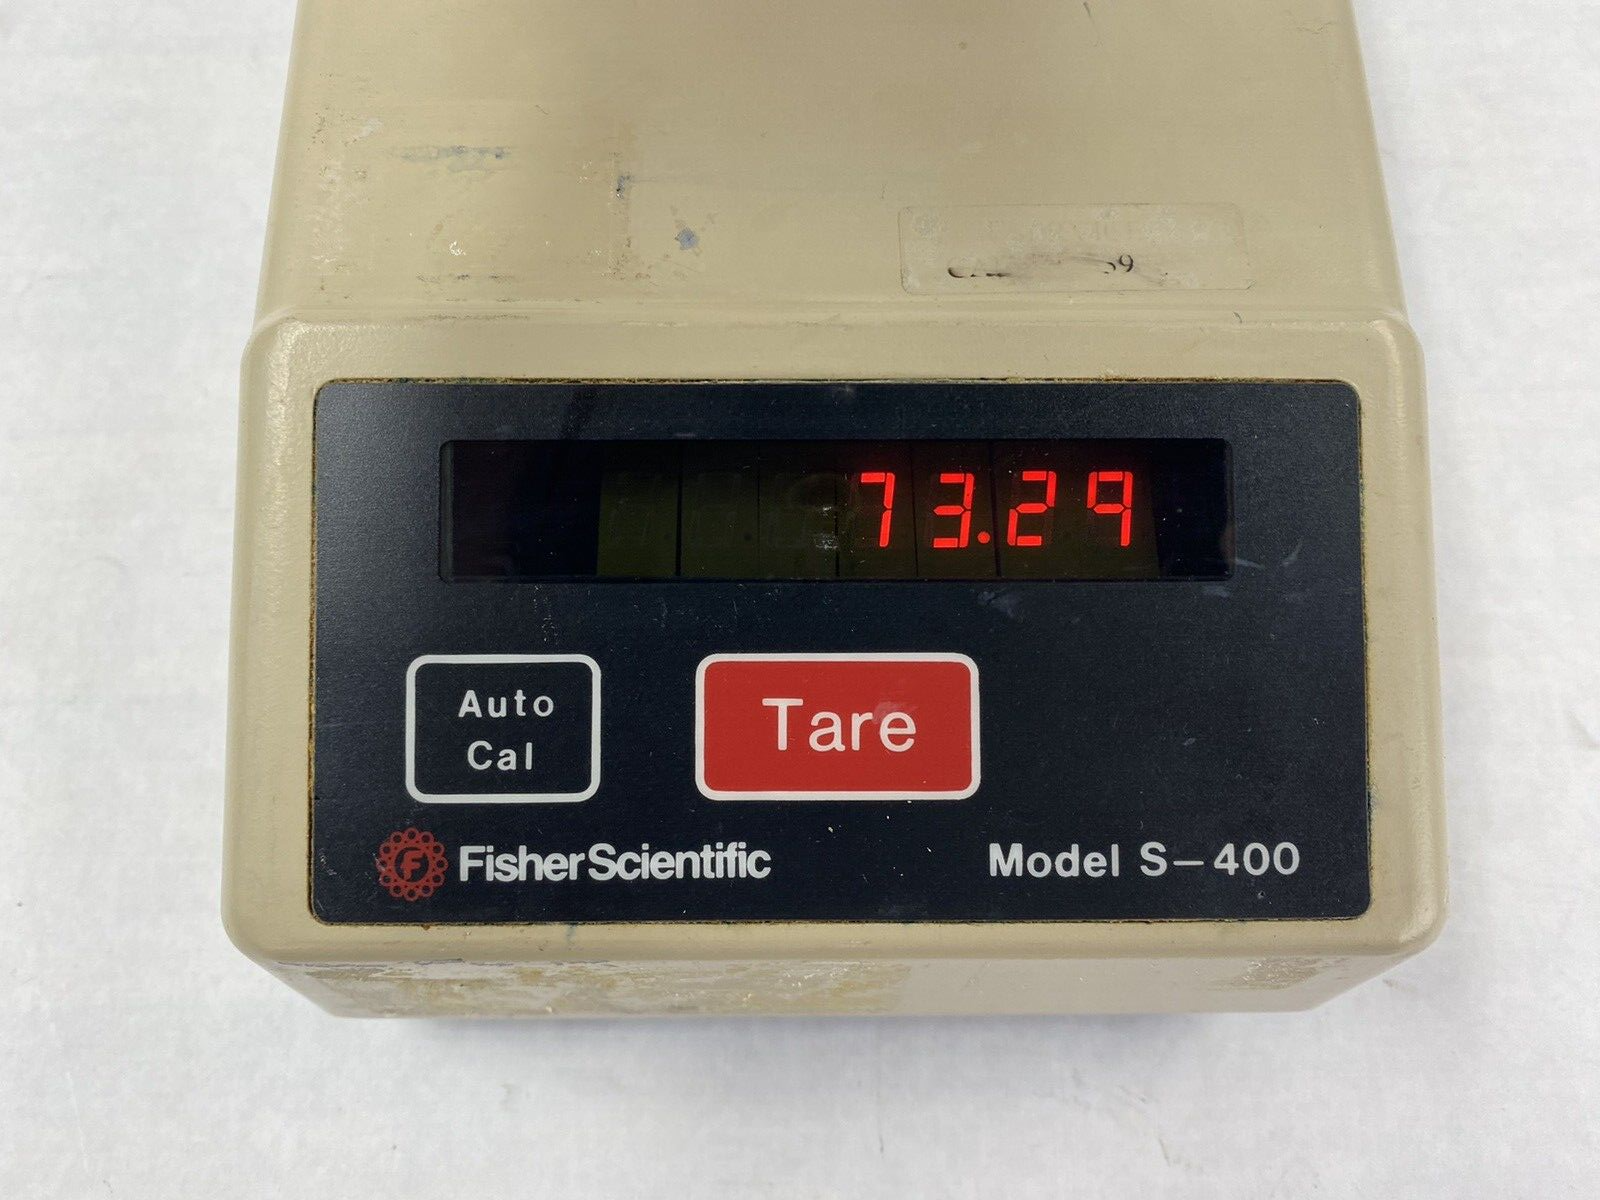 73.29
Auto
Cal
Tare
F
FisherScientific
Model S-400